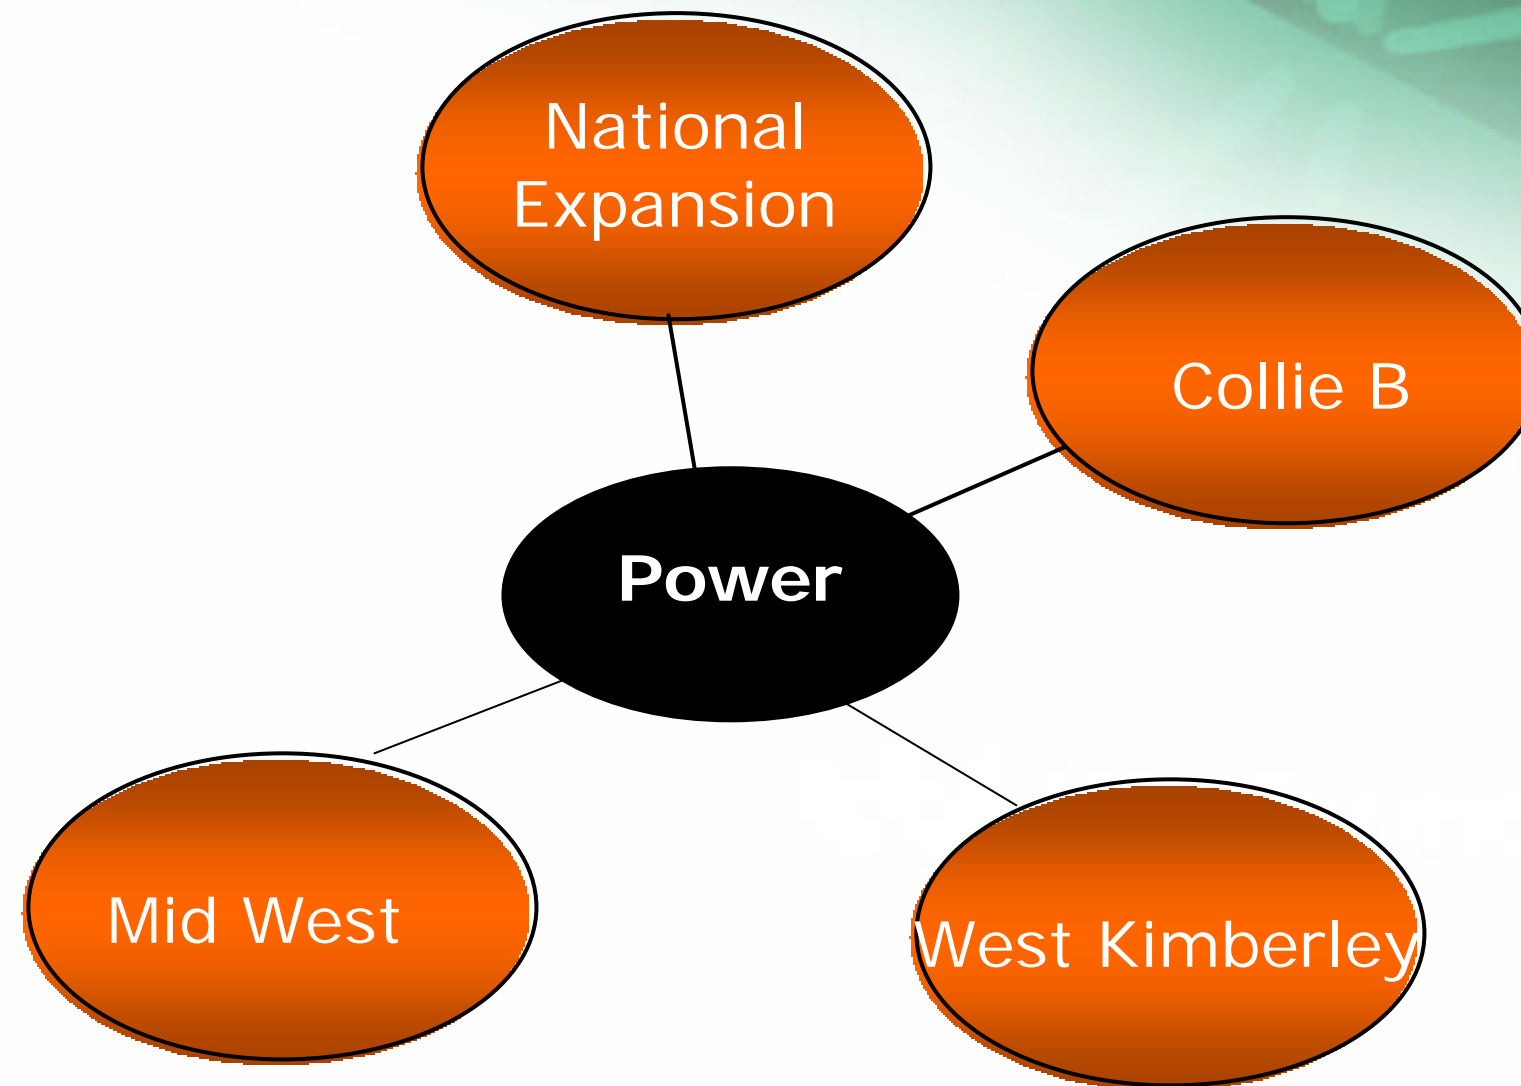 National
Expansion
Collie B
Power
Mid West
West Kimberley